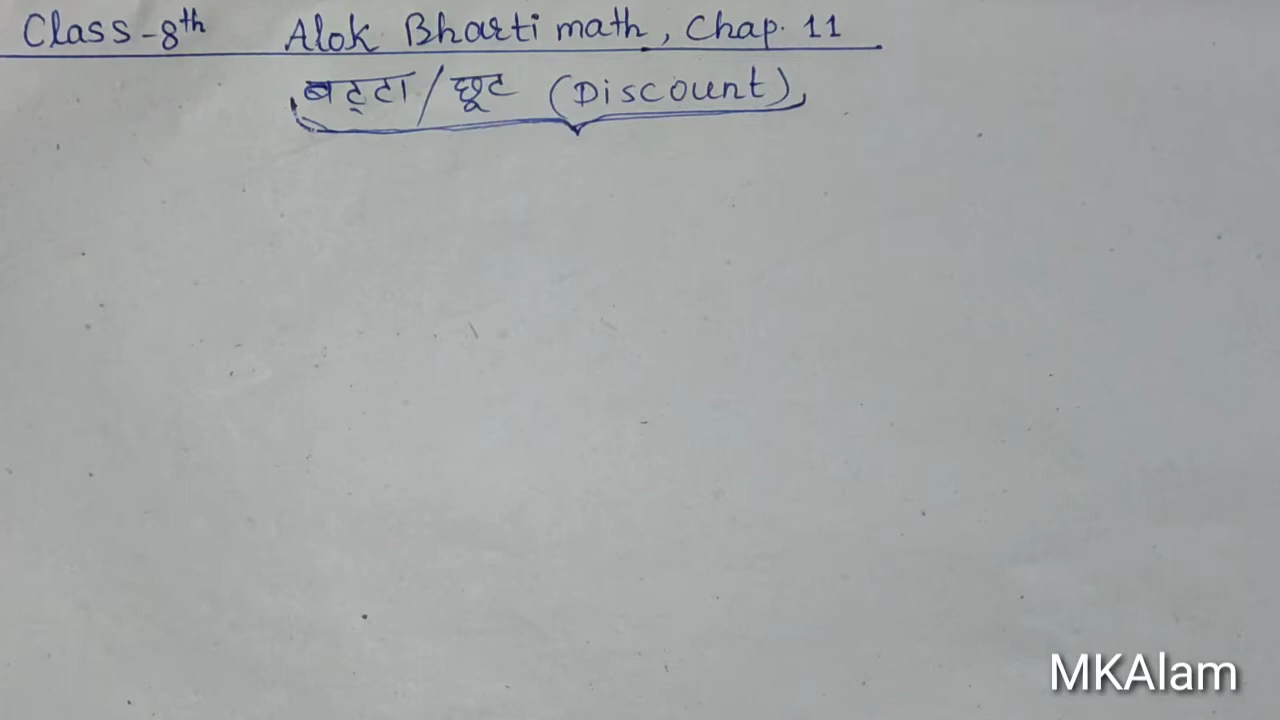 Class-8th Alok Bharti math, Chap. 11
बट्टा/छूट (Discount)
MKAlam